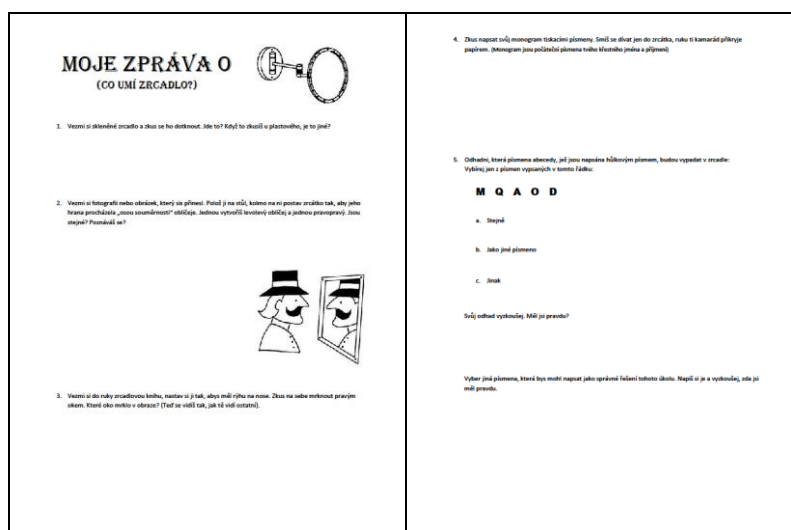 MOJE ZPRÁVA O
(CO UMÍ ZRCADLO?)
1. Vezmi si skleněné zrcadlo a zkus se ho dotknout. Jde to? Když to zkusíš u plastového, je to jiné?
2. Vezmi si fotografii nebo obrázek, který sis přinesl. Polož ji na stůl, kolmo na ni postav zrcátko tak, aby jeho
hrana procházela „osou souměrnosti" obličeje. Jednou vytvoříš levolevý obličej a jednou pravopravý. Jsou
stejné? Poznáváš se?
3. Vezmi si do ruky zrcadlovou knihu, nastav si ji tak, abys měl rýhu na nose. Zkus na sebe mrknout pravým
okem. Které oko mrklo v obraze? (Teď se vidíš tak, jak tě vidí ostatní).
4. Zkus napsat svůj monogram tiskacími písmeny. Smíš se dívat jen do zrcátka, ruku ti kamarád přikryje
papírem. (Monogram jsou počáteční písmena tvého křestního jména a příjmení)
5. Odhadni, která písmena abecedy, jež jsou napsána hůlkovým písmem, budou vypadat v zrcadle:
Vybírej jen z písmen vypsaných v tomto řádku:
M Q A O D
a. Stejně
b. Jako jiné písmeno
c. Jinak
Svůj odhad vyzkoušej. Měl jsi pravdu?
Vyber jiná písmena, která bys mohl napsat jako správné řešení tohoto úkolu. Napiš si je a vyzkoušej, zda jsi
měl pravdu.